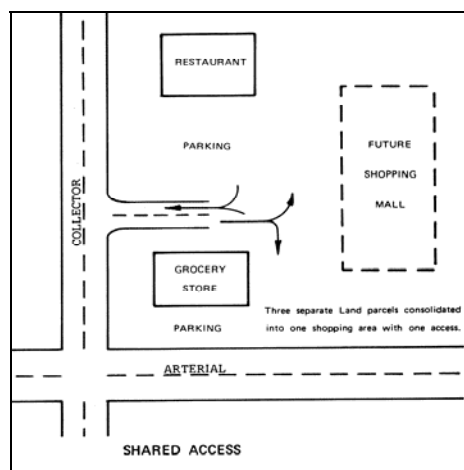 RESTAURANT
PARKING
FUTURE
SHOPPING
MALL
COLLECTOR
GROCERY
STORE
Three separate Land parcels consolidated
into one shopping area with one access.
PARKING
ARTERIAL
SHARED ACCESS